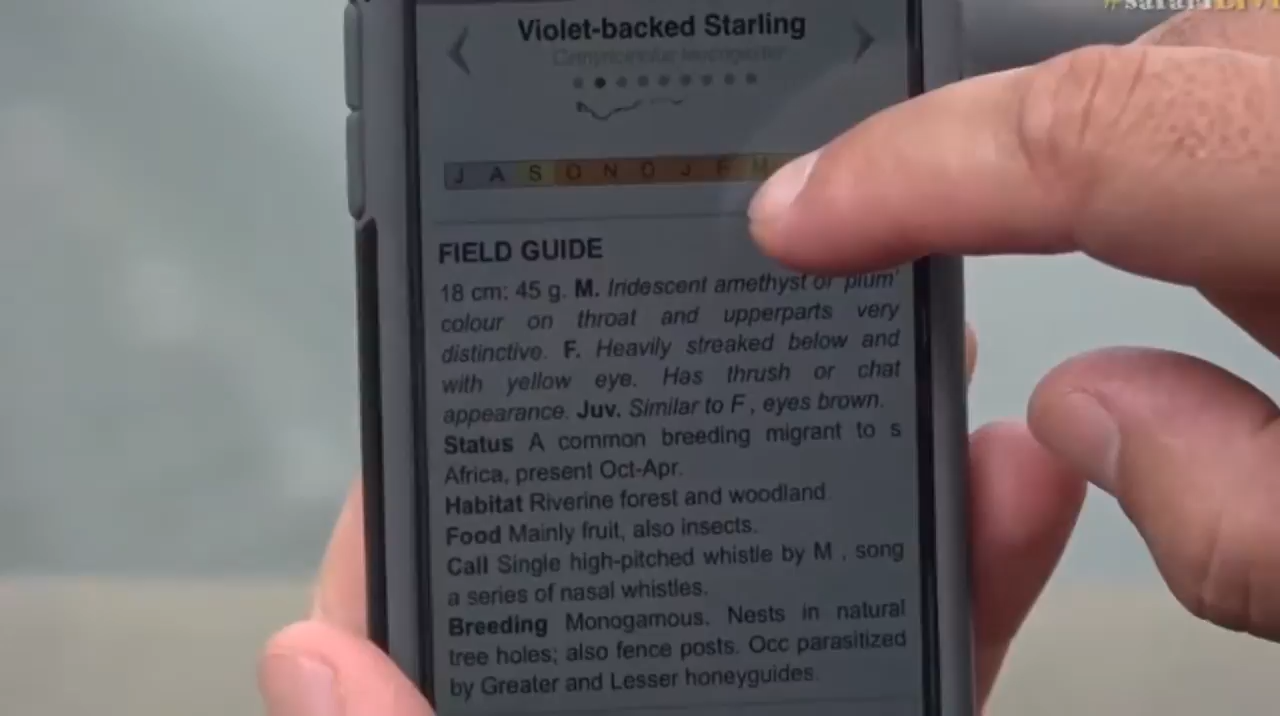 Violet-backed Starling
J A S O N D J F M
FIELD GUIDE
18 cm; 45 g. M. Iridescent amethyst or 'plum'
colour on throat and upperparts very
distinctive. F. Heavily streaked below and
with yellow eye. Has thrush or chat
appearance. Juv. Similar to F , eyes brown.
Status A common breeding migrant to s
Africa, present Oct-Apr.
Habitat Riverine forest and woodland.
Food Mainly fruit, also insects.
Call Single high-pitched whistle by M , song
a series of nasal whistles.
Breeding Monogamous. Nests in natural
tree holes; also fence posts. Occ parasitized
by Greater and Lesser honeyguides.